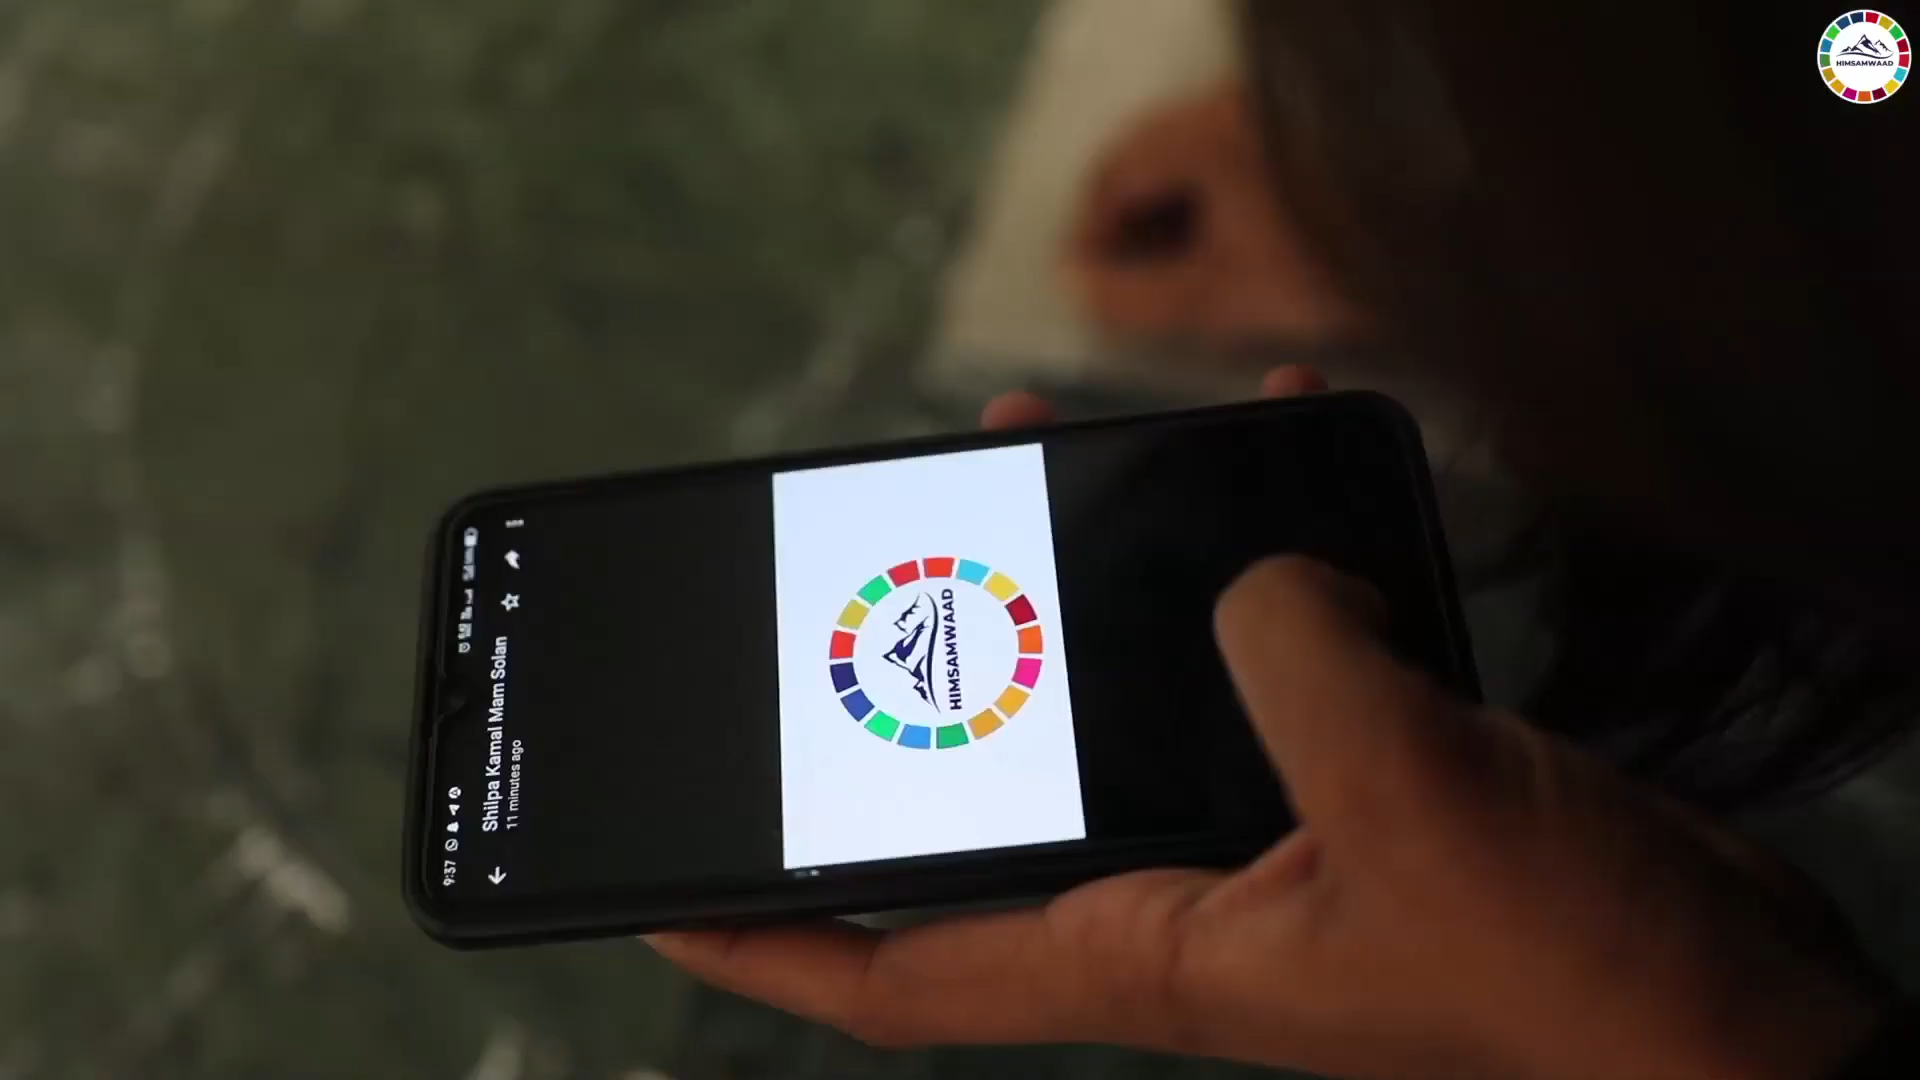 HIMSAMWAAD
9:37
Shilpa Kamal Mam Solan
11 minutes ago
HIMSAMWAAD